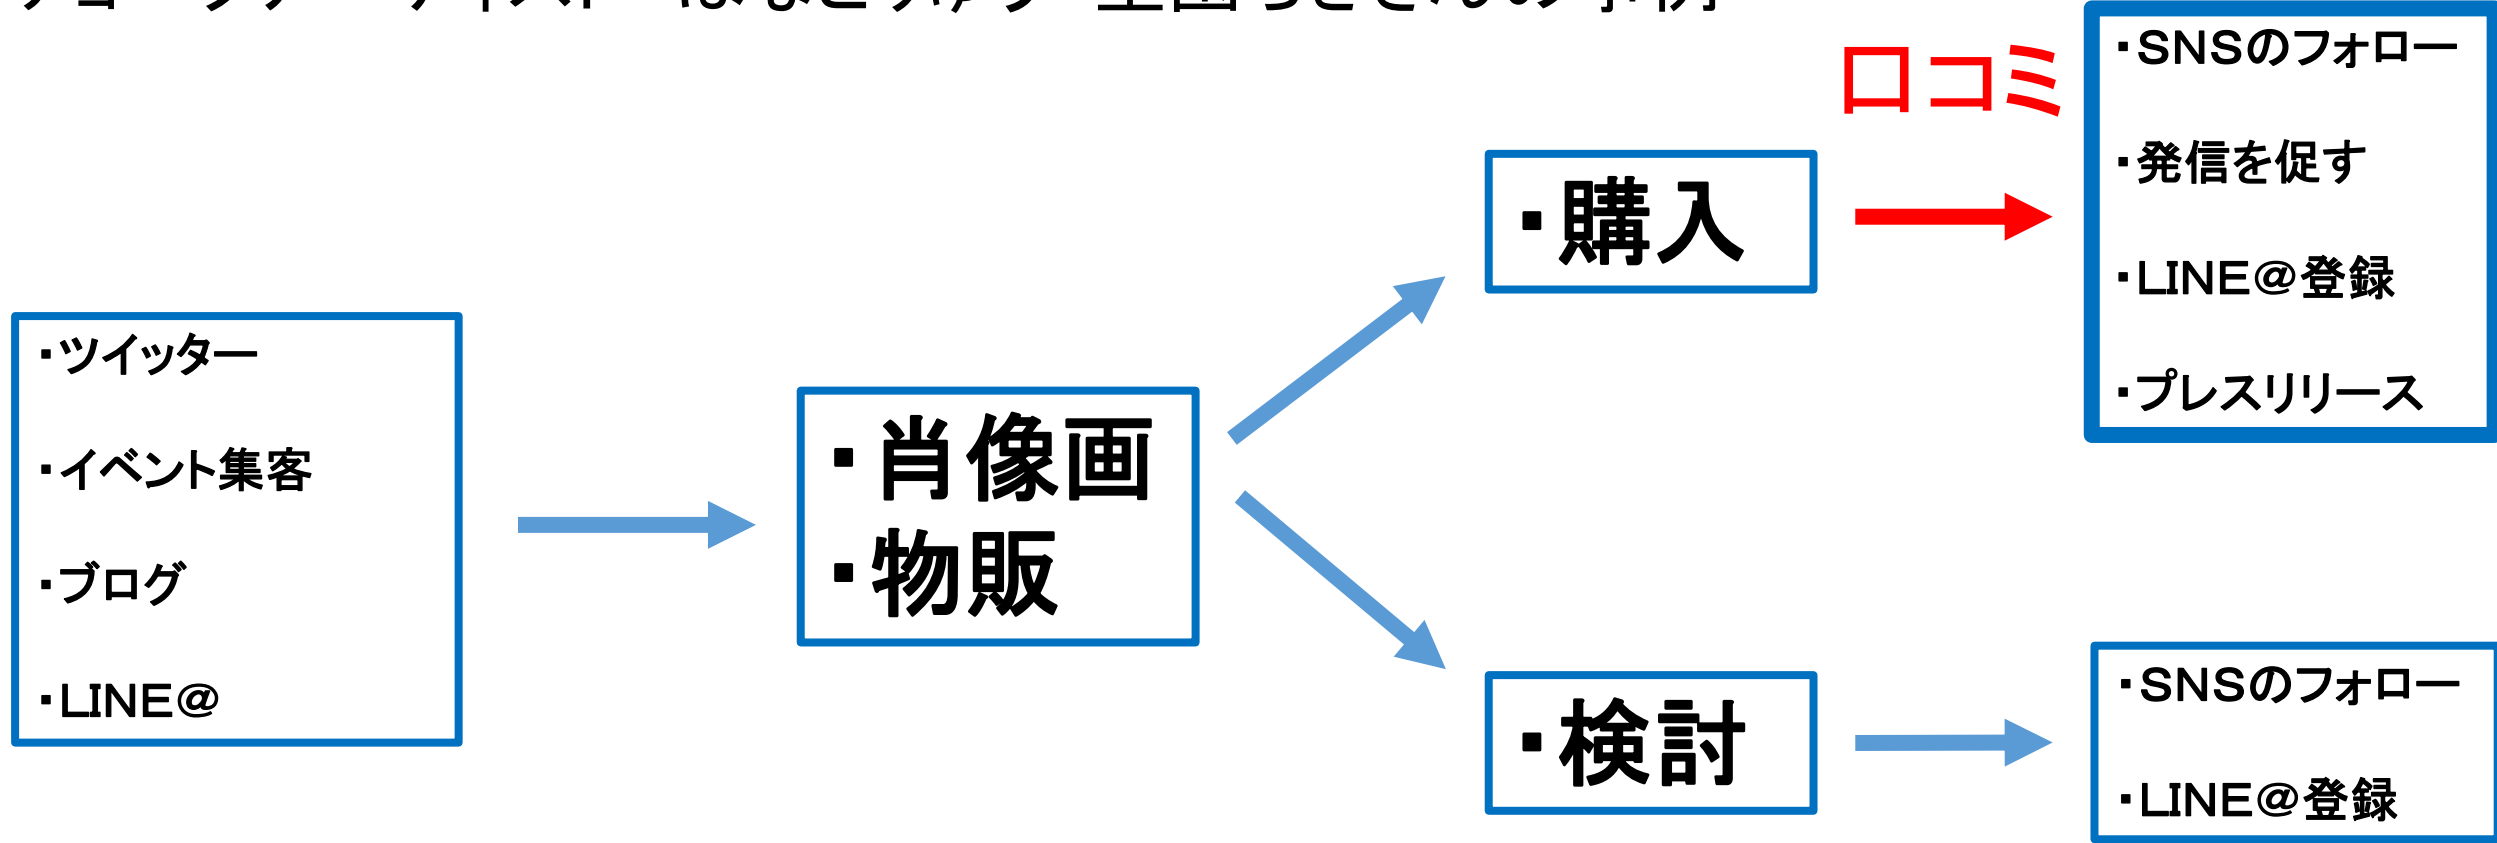 ・ツイッター
・イベント集客
・ブログ
・LINE@
・肖像画
・物販
・購入
・検討
口コミ
・SNSのフォロー
・発信を促す
・LINE@登録
・プレスリリース
・SNSのフォロー
・LINE@登録